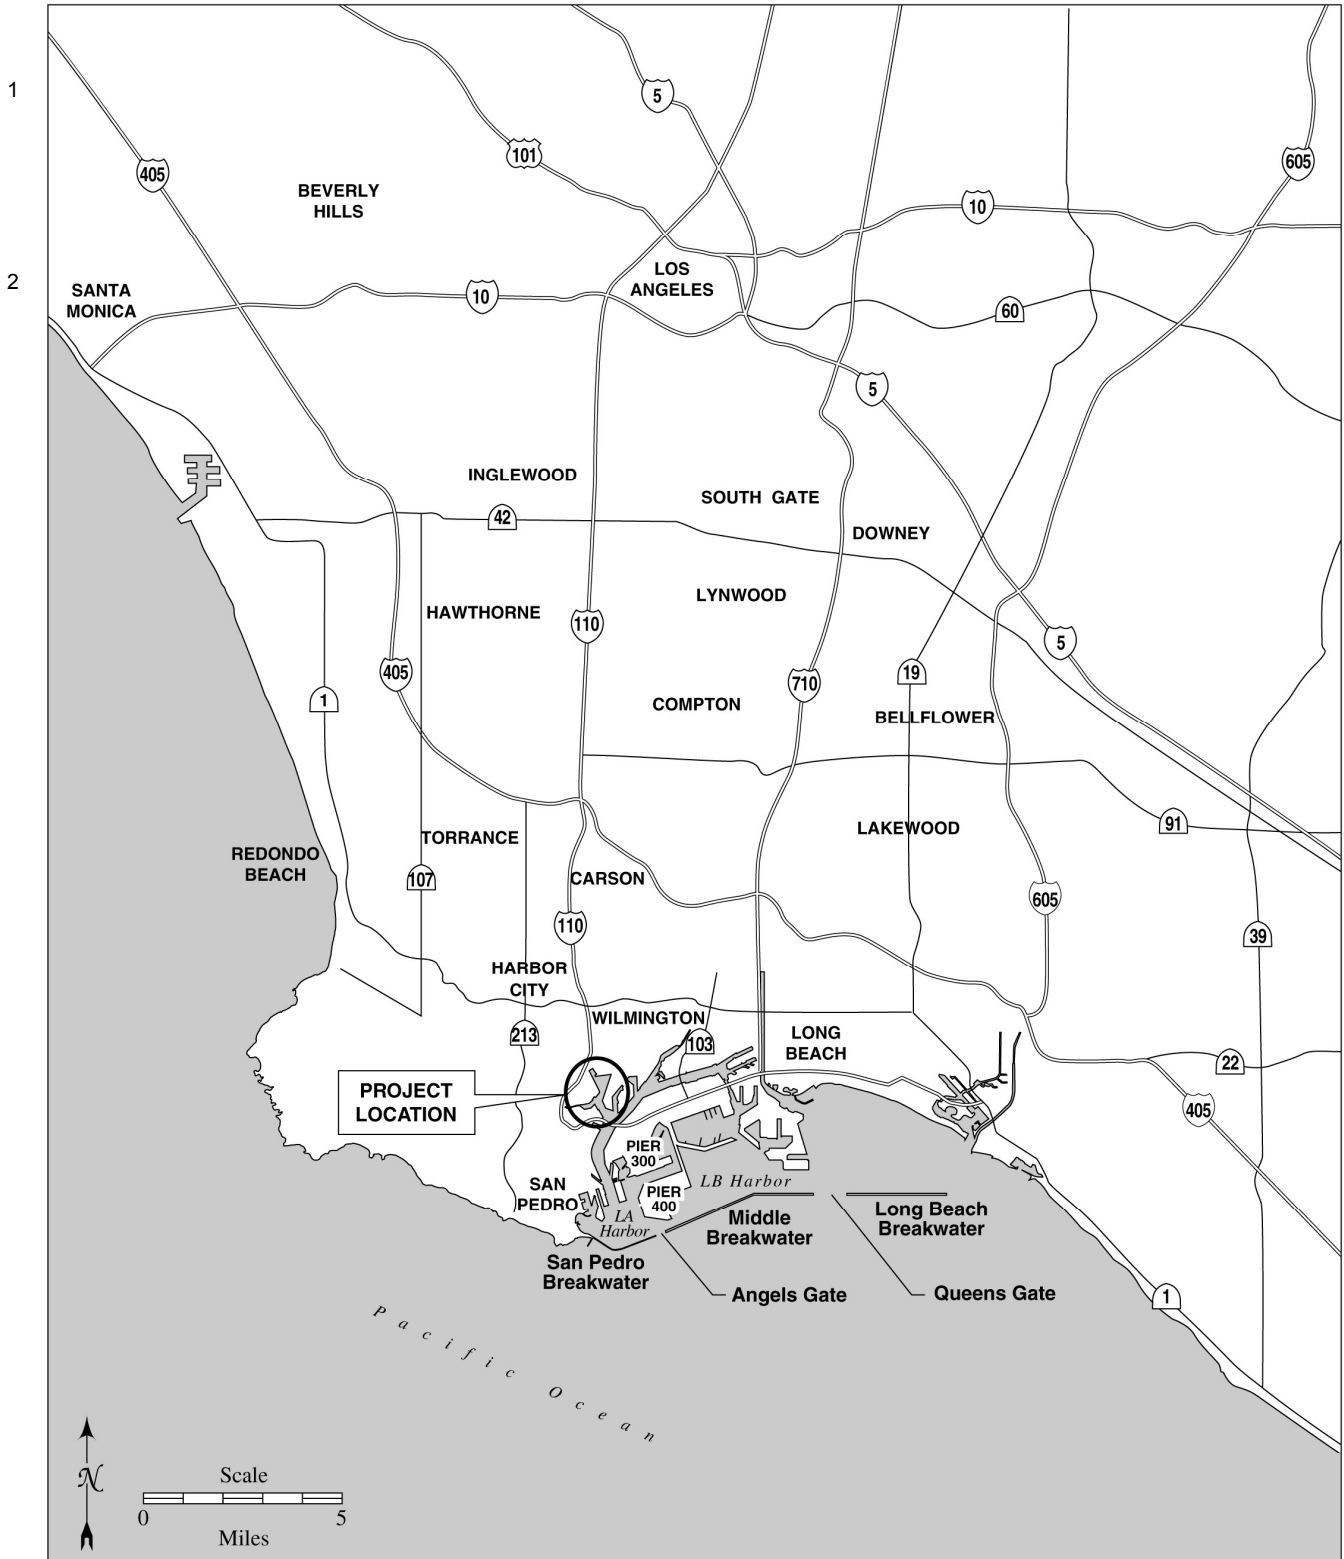 1
5
101
605
405
BEVERLY
HILLS
10
2
LOS
ANGELES
SANTA
MONICA
10
60
5
INGLEWOOD
SOUTH GATE
42
DOWNEY
LYNWOOD
HAWTHORNE
110
5
405
19
710
1
COMPTON
BELLFLOWER
91
LAKEWOOD
TORRANCE
REDONDO
BEACH
107
CARSON
605
110
39
HARBOR
CITY
WILMINGTON
213
103
LONG
BEACH
22
PROJECT
LOCATION
405
PIER
300
LB Harbor
SAN
PEDRO
PIER
400
LA
Harbor
Middle
Breakwater
Long Beach
Breakwater
San Pedro
Breakwater
Angels Gate
Queens Gate
1
Pacific Ocean
N
Scale
0 5
Miles